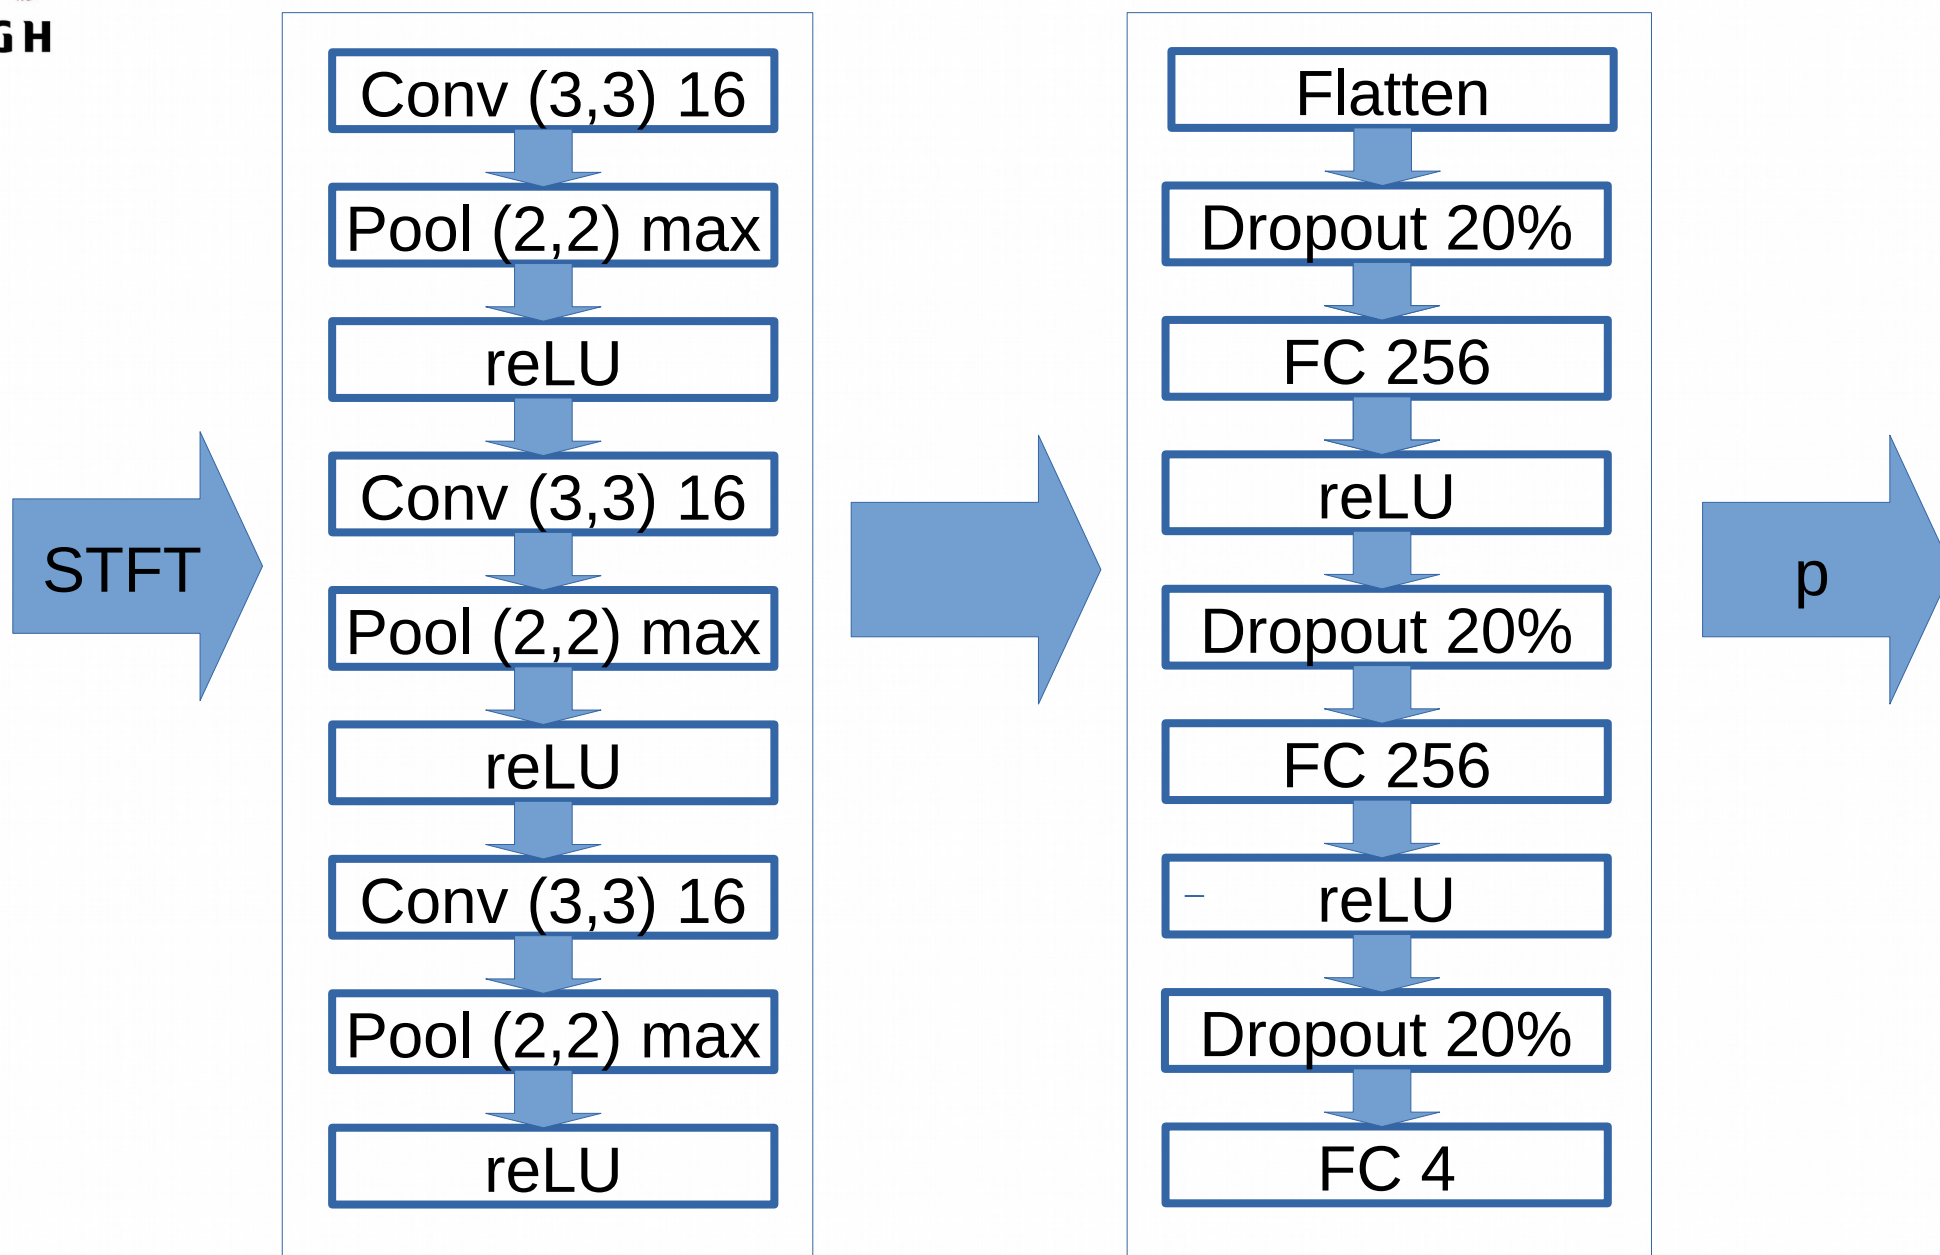 GH
STFT
Conv (3,3) 16
Pool (2,2) max
reLU
Conv (3,3) 16
Pool (2,2) max
reLU
Conv (3,3) 16
Pool (2,2) max
reLU
Flatten
Dropout 20%
FC 256
reLU
Dropout 20%
FC 256
reLU
Dropout 20%
FC 4
p